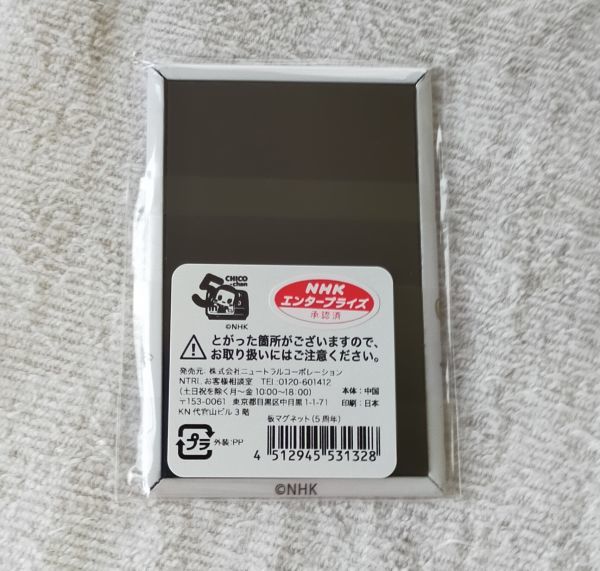 5
CHICO
-chan
©NHK
NHK
エンタープライズ
承認済
とがった箇所がございますので、
お取り扱いにはご注意ください。
発売元. 株式会社ニュートラルコーポレーション
NTRL お客様相談室 TEL:0120-601412
(土日祝を除く月〜金 10:00〜18:00)
〒153-0061 東京都目黒区中目黒1-1-71
KN代官山ビル3階
本体:中国
印刷:日本
板マグネット(5周年)
プラ
外装:PP
4 512945 531328
©NHK